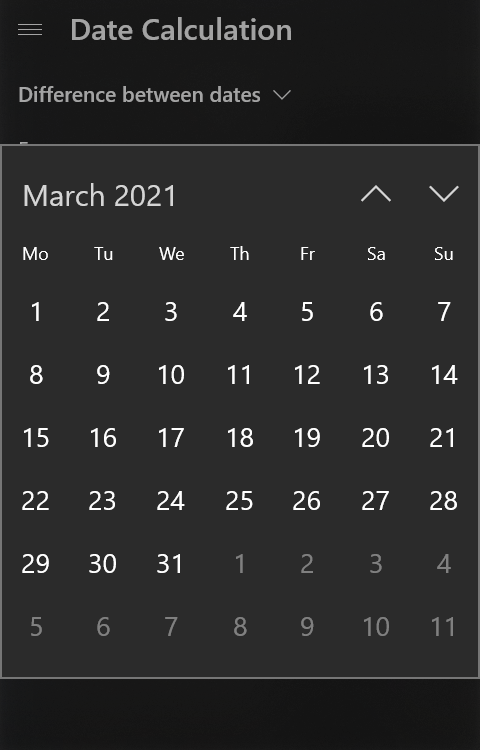 Date Calculation
Difference between dates
March 2021
Mo Tu We Th Fr Sa Su
1 2 3 4 5 6 7
8 9 10 11 12 13 14
15 16 17 18 19 20 21
22 23 24 25 26 27 28
29 30 31 1 2 3 4
5 6 7 8 9 10 11